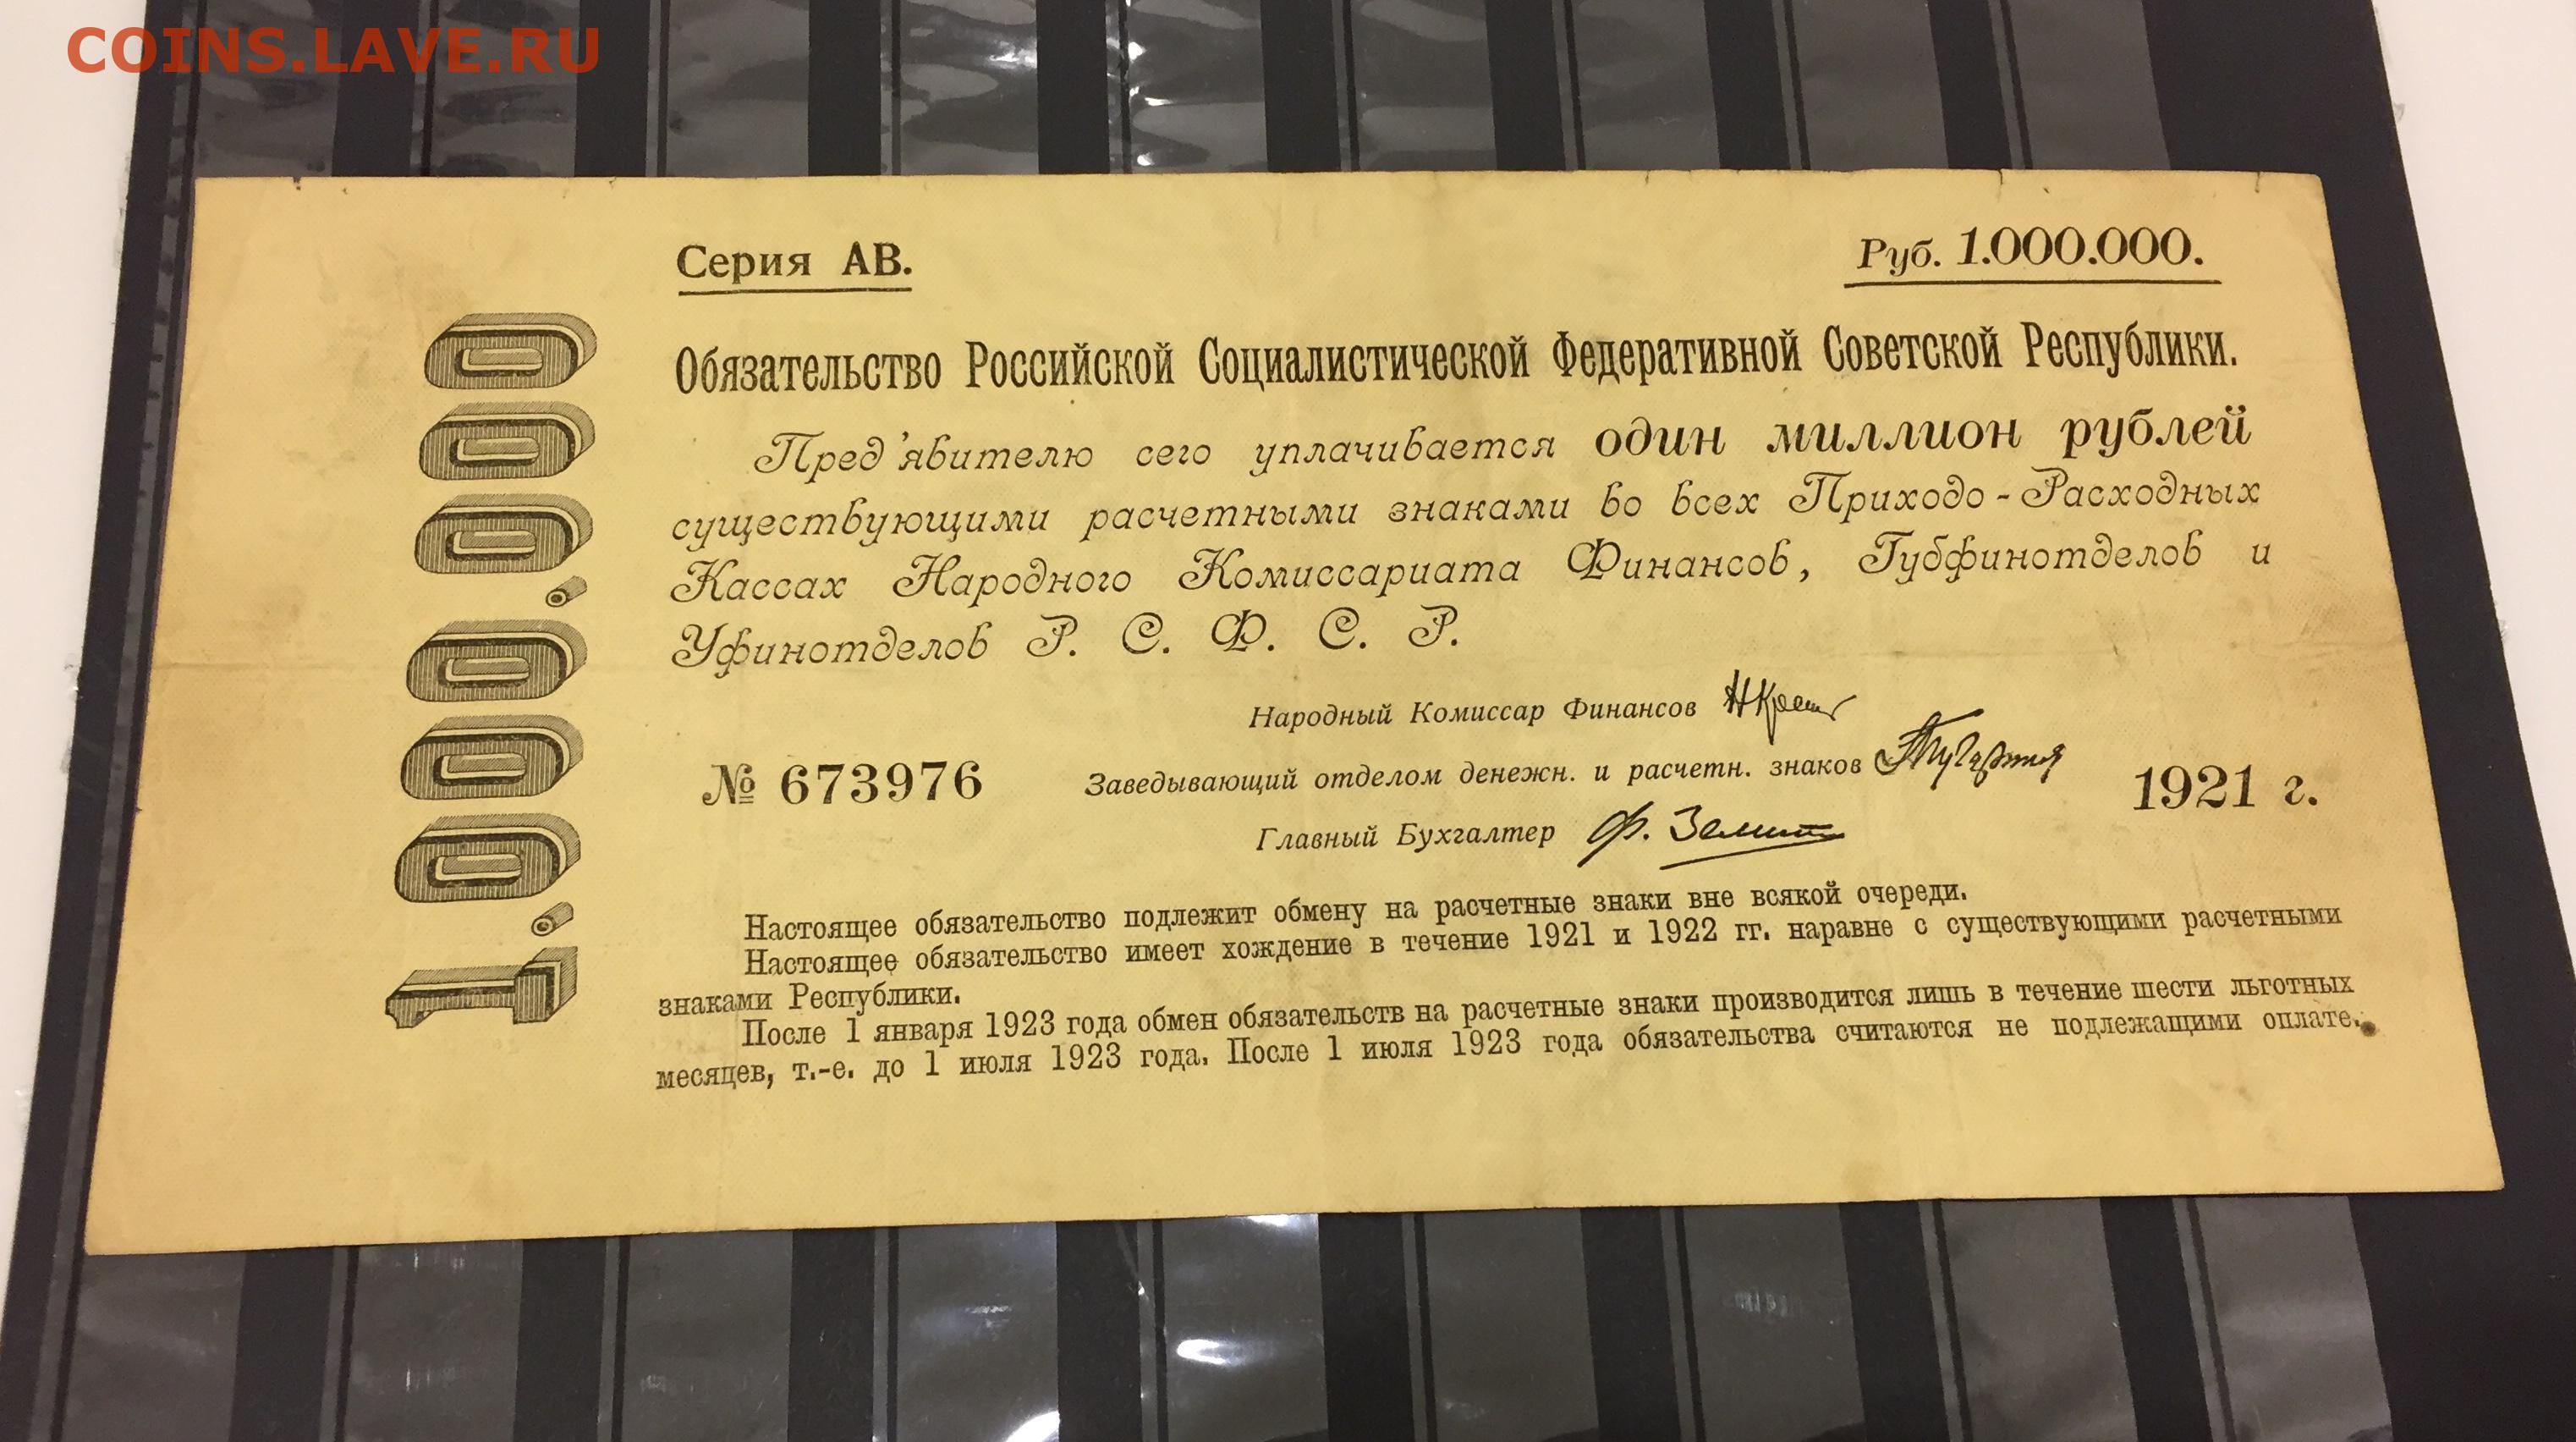 COINS.LAVE.RU
Серия АВ.
Руб. 1.000.000.
Обязательство Российской Социалистической Федеративной Советской Республики.
Пред'явителю сего уплачивается один миллион рублей
существующими расчетными знаками во всех Приходо-Расходных
Кассах Народного Комиссариата Финансов, Губфинотделов и
Уфинотделов Р. С. Ф. С. Р.
1.000.000
Народный Комиссар Финансов
№ 673976
Заведывающий отделом денежн. и расчетн. знаков
1921 г.
Главный Бухгалтер Ф. Земит
Настоящее обязательство подлежит обмену на расчетные знаки вне всякой очереди.
Настоящее обязательство имеет хождение в течение 1921 и 1922 гг. наравне с существующими расчетными
знаками Республики.
После 1 января 1923 года обмен обязательств на расчетные знаки производится лишь в течение шести льготных
месяцев, т.-е. до 1 июля 1923 года. После 1 июля 1923 года обязательства считаются не подлежащими оплате.